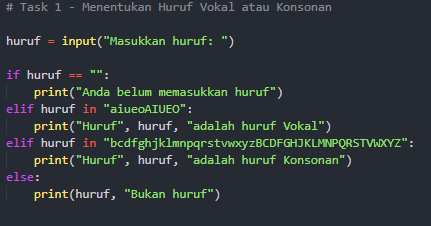 # Task 1 - Menentukan Huruf Vokal atau Konsonan
huruf = input("Masukkan huruf: ")
if huruf == "":
    print("Anda belum memasukkan huruf")
elif huruf in "aiueoAIUEO":
    print("Huruf", huruf, "adalah huruf Vokal")
elif huruf in "bcdfghjklmnpqrstvwxyzBCDFGHJKLMNPQRSTVWXYZ":
    print("Huruf", huruf, "adalah huruf Konsonan")
else:
    print(huruf, "Bukan huruf")